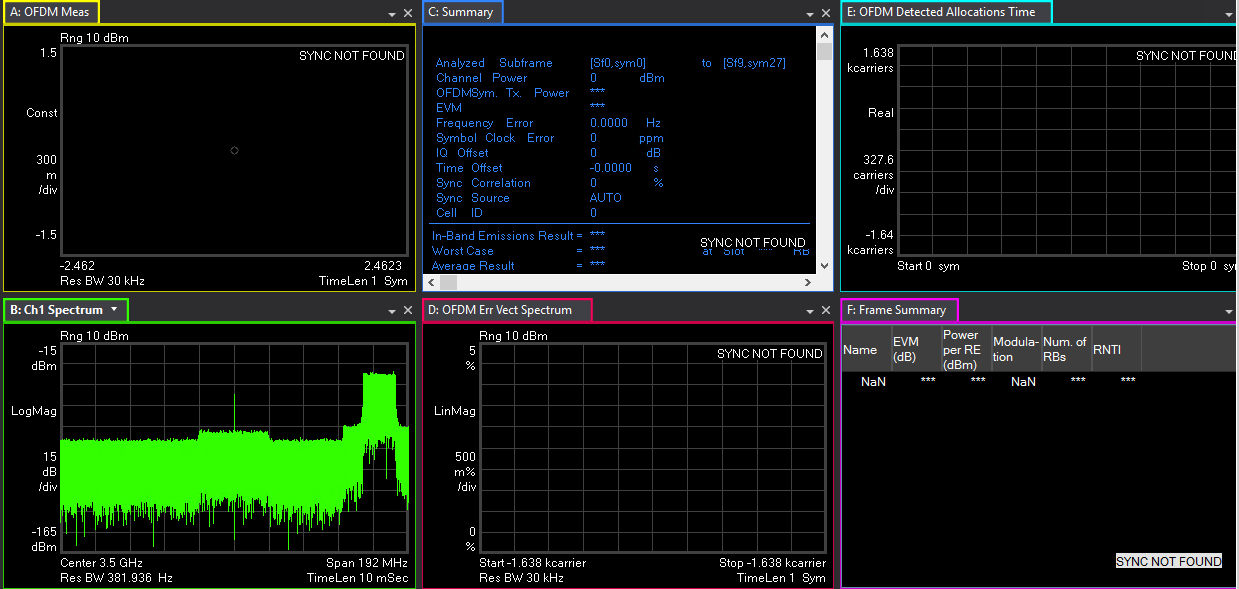 A: OFDM Meas
Rng 10 dBm
SYNC NOT FOUND
1.5
Const
300
m
/div
-1.5
-2.462
2.4623
Res BW 30 kHz
TimeLen 1 Sym
C: Summary
Analyzed Subframe [Sf0,sym0] to [Sf9,sym27]
Channel Power 0 dBm
OFDMSym. Tx. Power ***
EVM ***
Frequency Error 0.0000 Hz
Symbol Clock Error 0 ppm
IQ Offset 0 dB
Time Offset -0.0000 s
Sync Correlation 0 %
Sync Source AUTO
Cell ID 0
In-Band Emissions Result = ***
SYNC NOT FOUND
Worst Case = *** at Slot *** RB
Average Result = ***
E: OFDM Detected Allocations Time
1.638
kcarriers
SYNC NOT FOUND
Real
327.6
carriers
/div
-1.64
kcarriers
Start 0 sym
Stop 0 sy
B: Ch1 Spectrum
Rng 10 dBm
-15
dBm
LogMag
15
dB
/div
-165
dBm
Center 3.5 GHz
Span 192 MHz
Res BW 381.936 Hz
TimeLen 10 mSec
D: OFDM Err Vect Spectrum
Rng 10 dBm
5
%
SYNC NOT FOUND
LinMag
500
m%
/div
0
%
Start -1.638 kcarrier
Stop -1.638 kcarrier
Res BW 30 kHz
TimeLen 1 Sym
F: Frame Summary
Name EVM (dB) Power per RE (dBm) Modula-tion Num. of RBs RNTI
NaN *** *** NaN *** ***
SYNC NOT FOUND